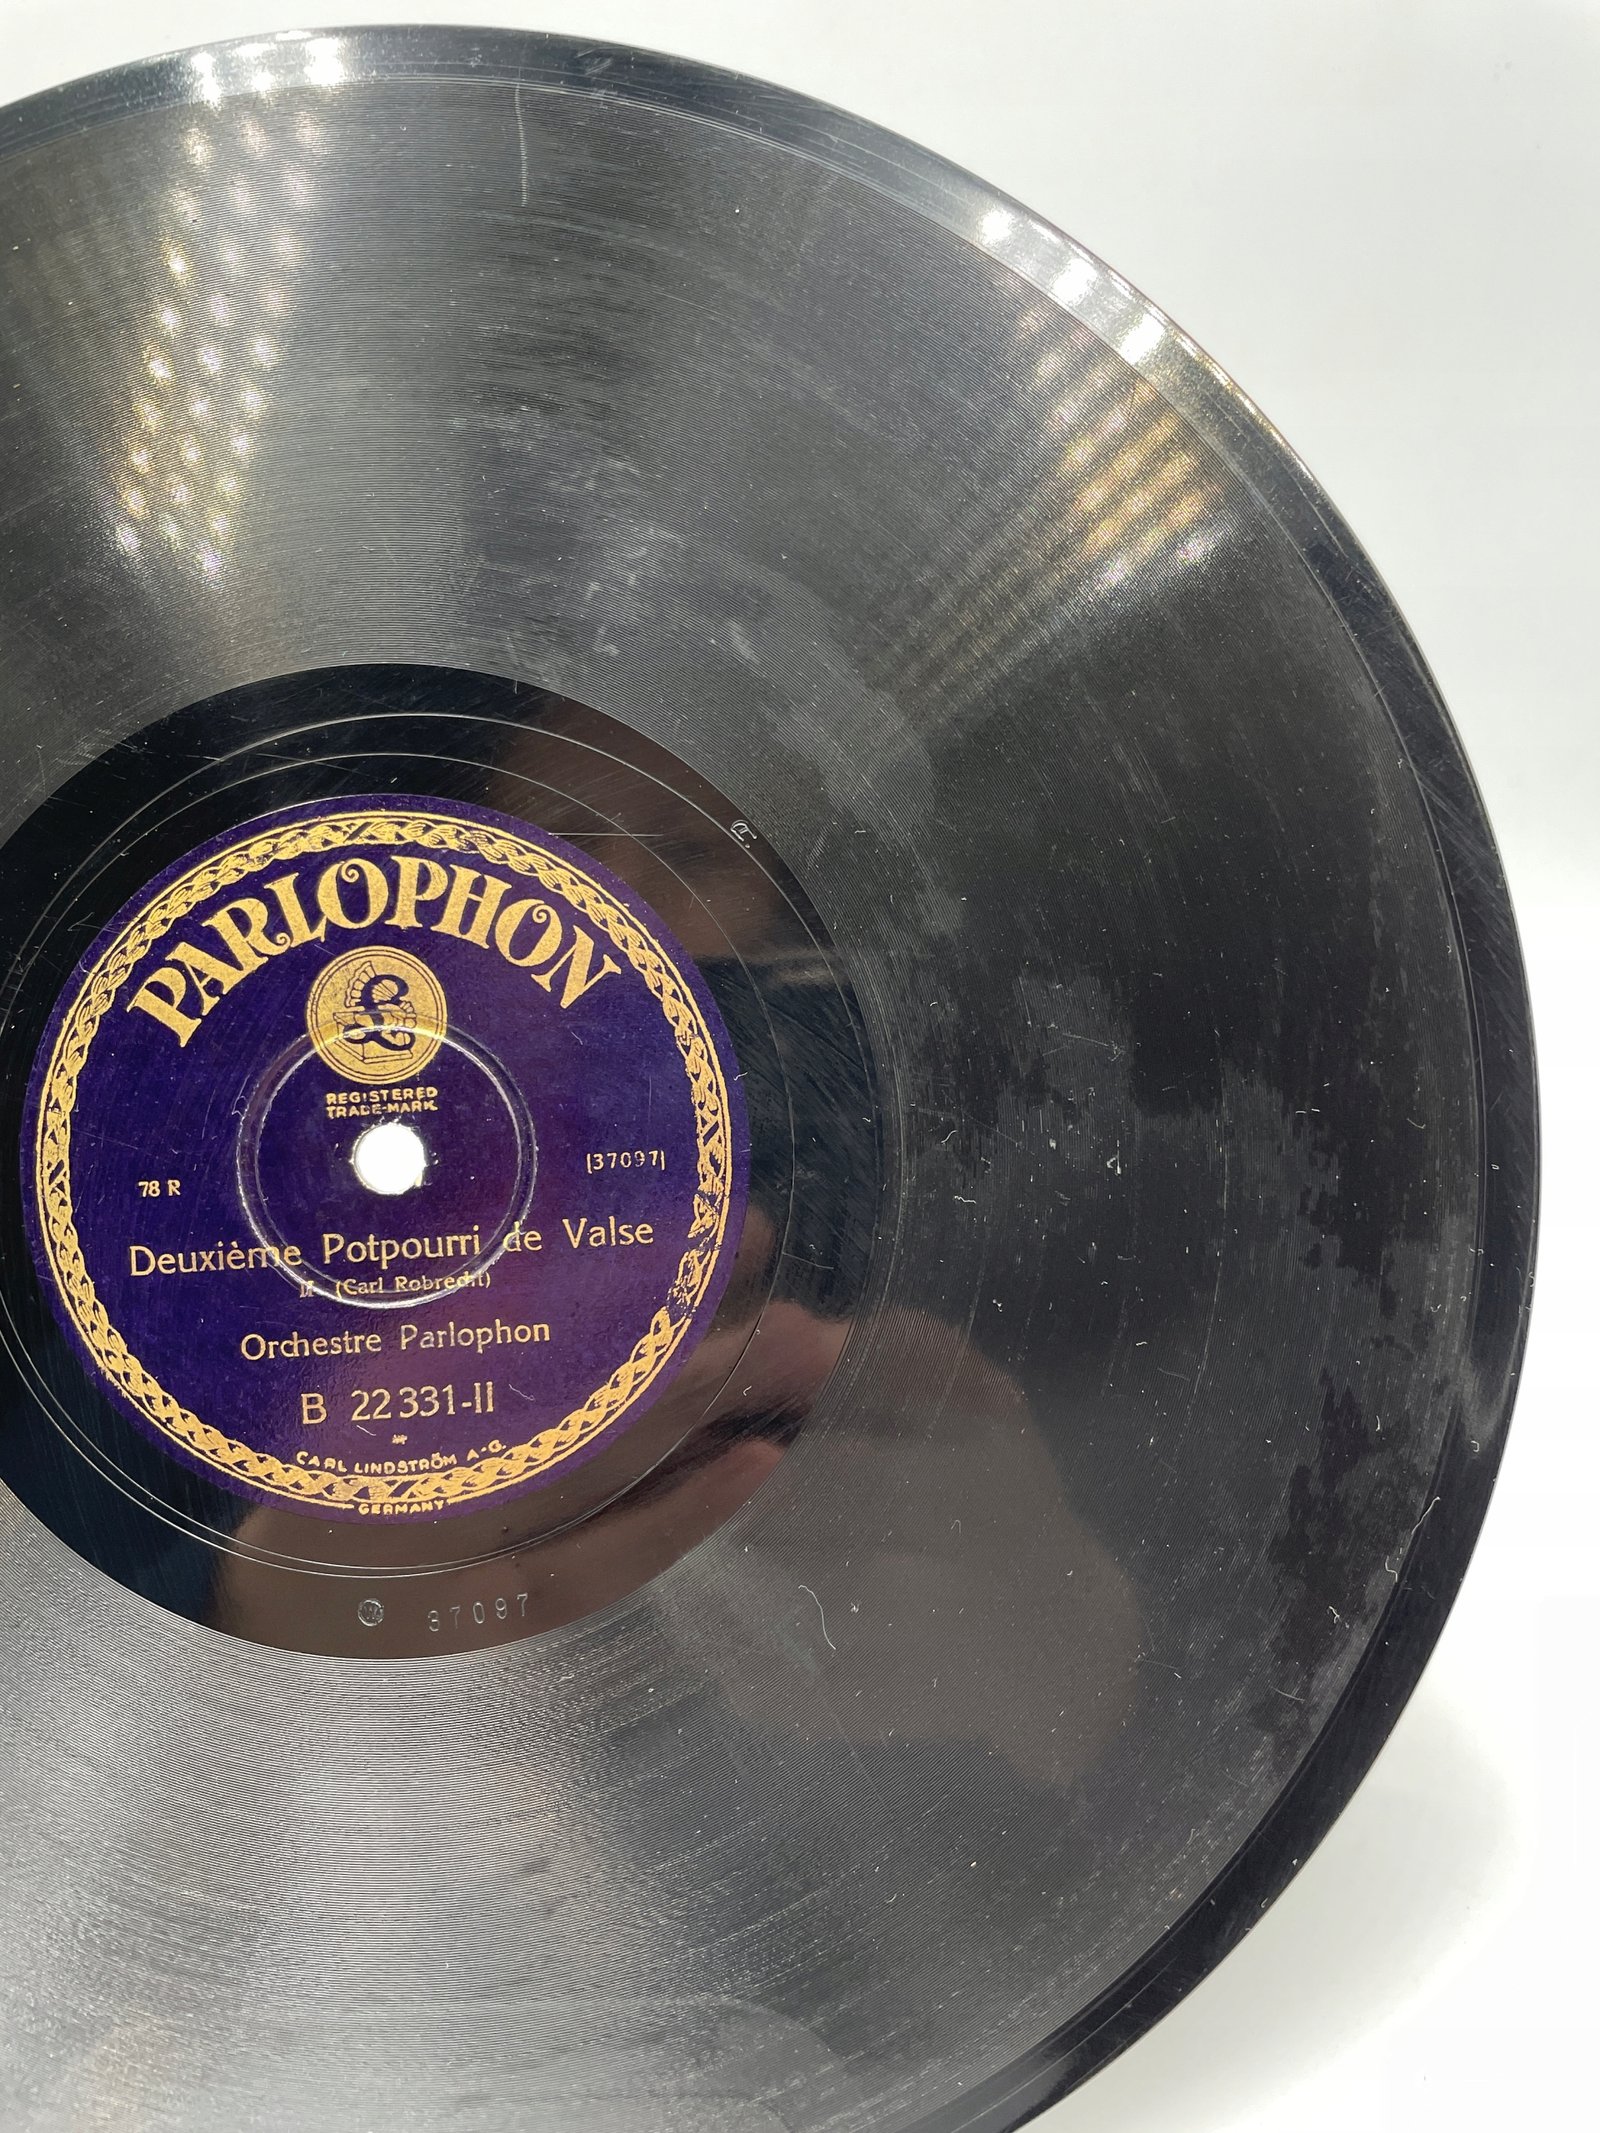 PARLOPHON
£
REGISTERED
TRADE-MARK
78 R
|37097|
Deuxième Potpourri de Valse
II (Carl Robrecht)
Orchestre Parlophon
B 22331-II
CARL LINDSTRÖM A-G.
GERMANY
W 37097